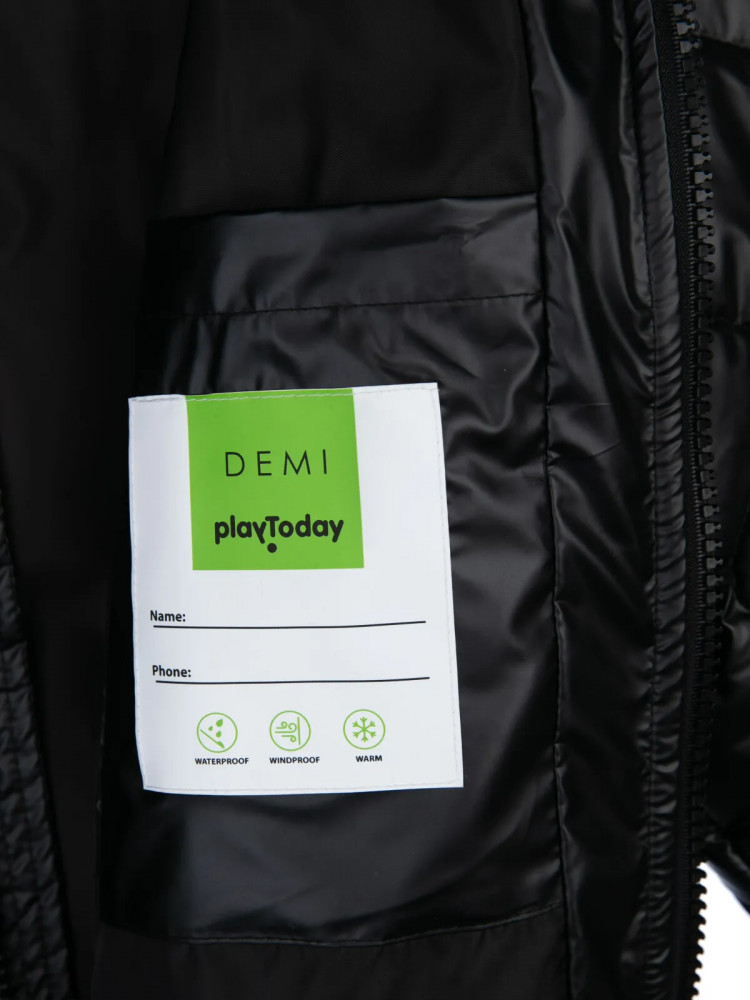 DEMI
playToday
Name:
Phone:
WATERPROOF WINDPROOF WARM